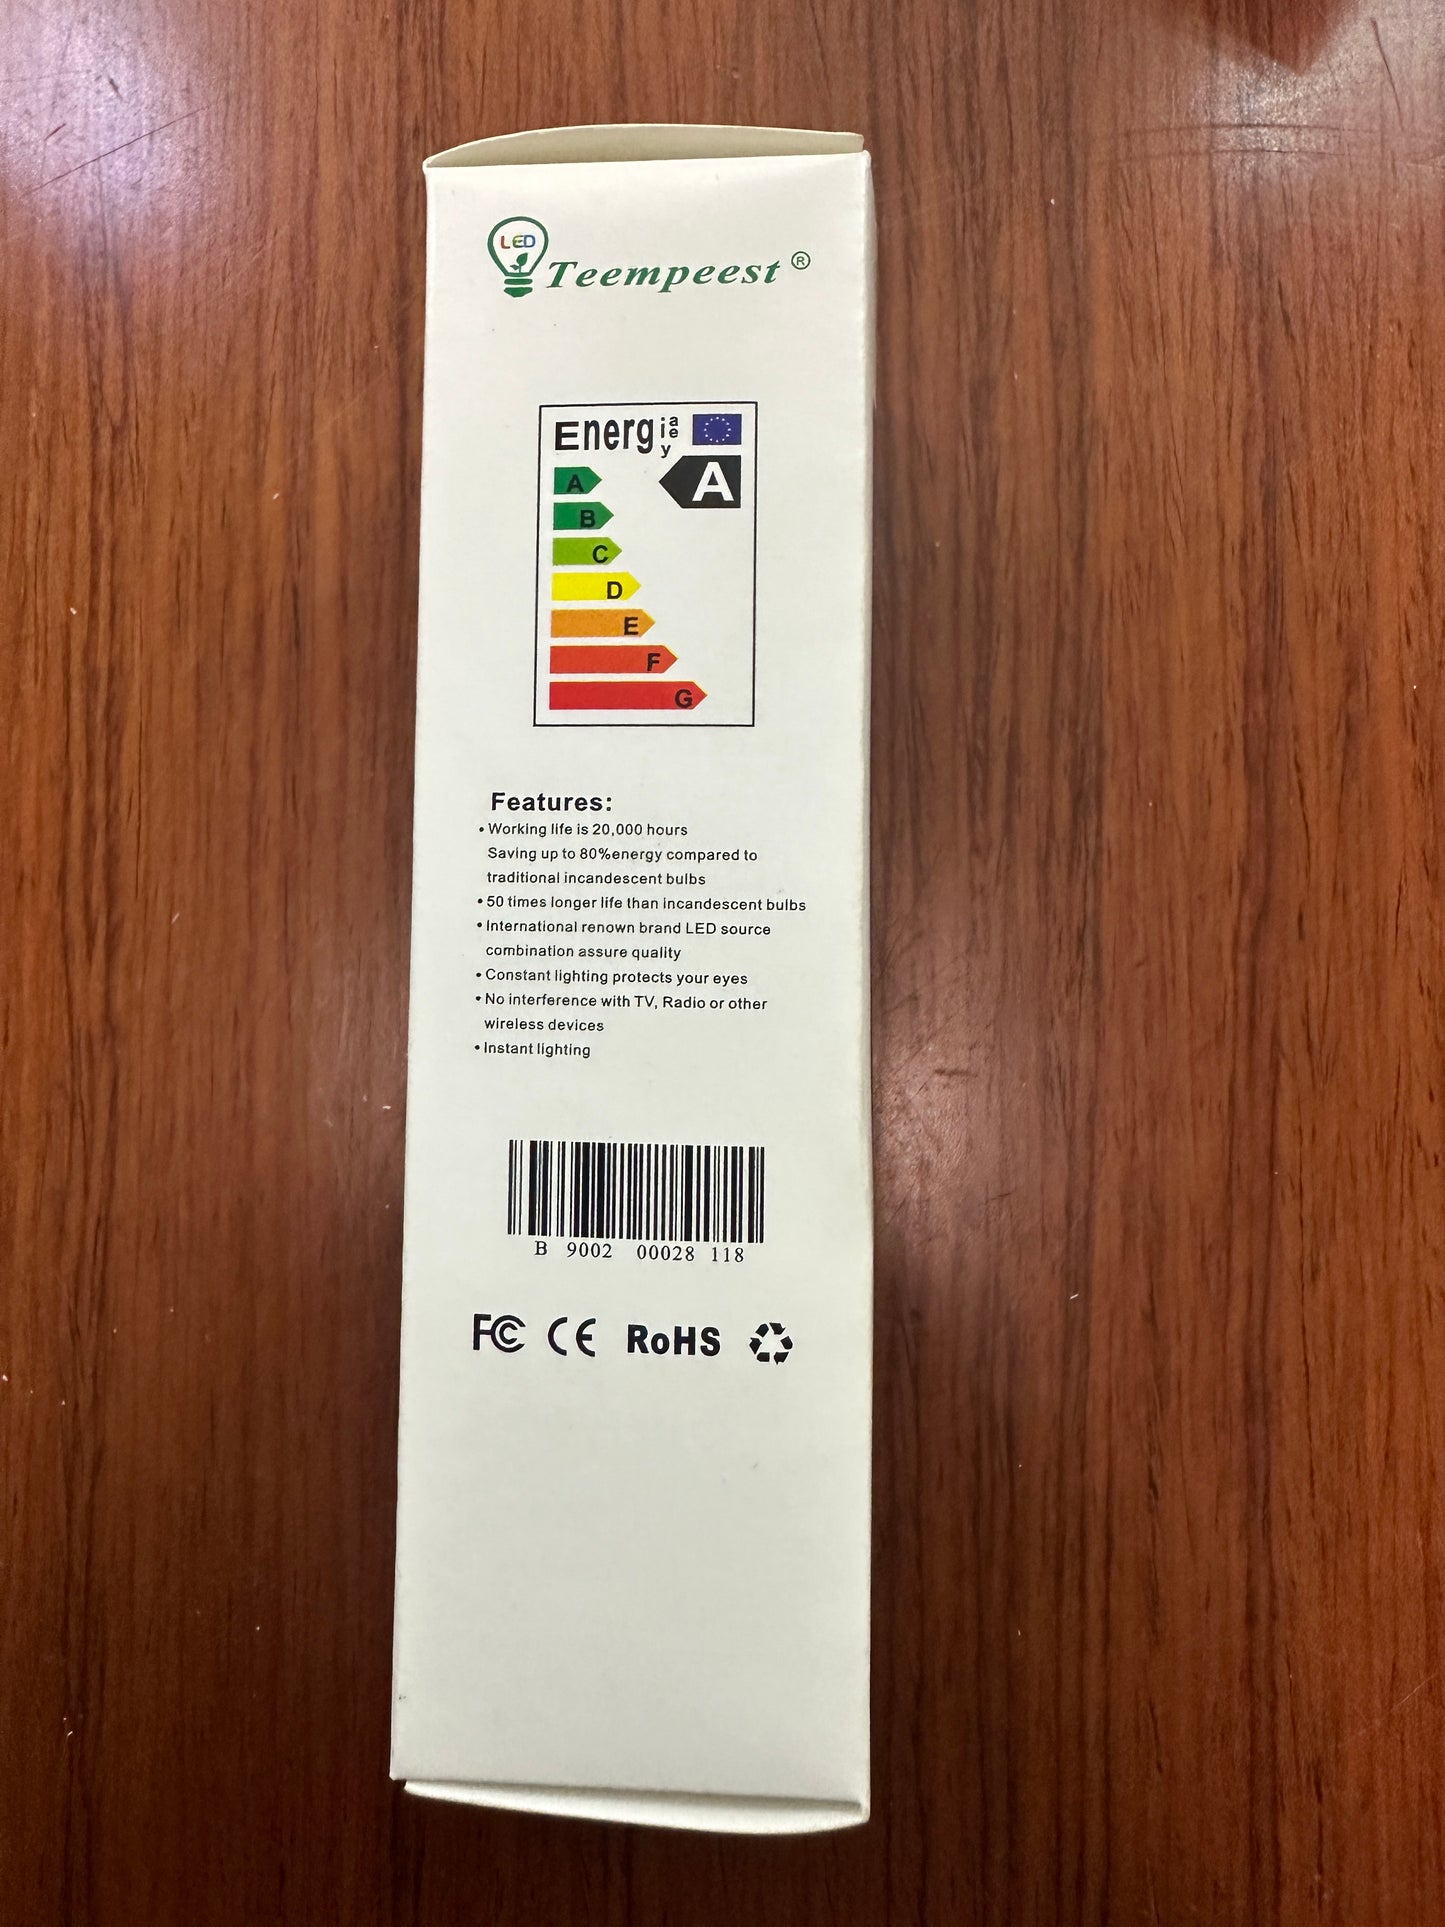 LED
Teempeest ®
Energ ia
ie
y
A
A
B
C
D
E
F
G
Features:
• Working life is 20,000 hours
Saving up to 80%energy compared to
traditional incandescent bulbs
• 50 times longer life than incandescent bulbs
• International renown brand LED source
combination assure quality
• Constant lighting protects your eyes
• No interference with TV, Radio or other
wireless devices
• Instant lighting
B 9002 00028 118
FC CE RoHS